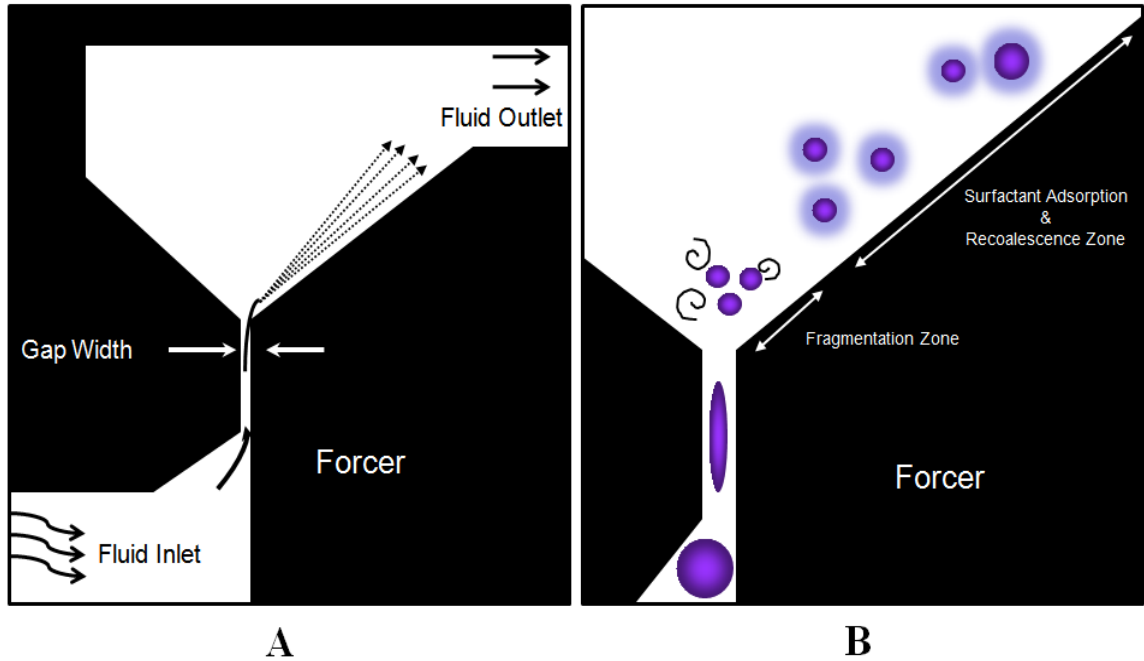 Fluid Outlet
Gap Width
Forcer
Fluid Inlet
A
Surfactant Adsorption
&
Recoalescence Zone
Fragmentation Zone
Forcer
B